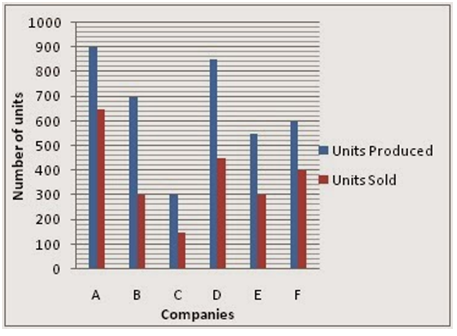 1000
900
800
700
600
500
400
300
200
100
0
Number of units
A B C D E F
Companies
Units Produced
Units Sold